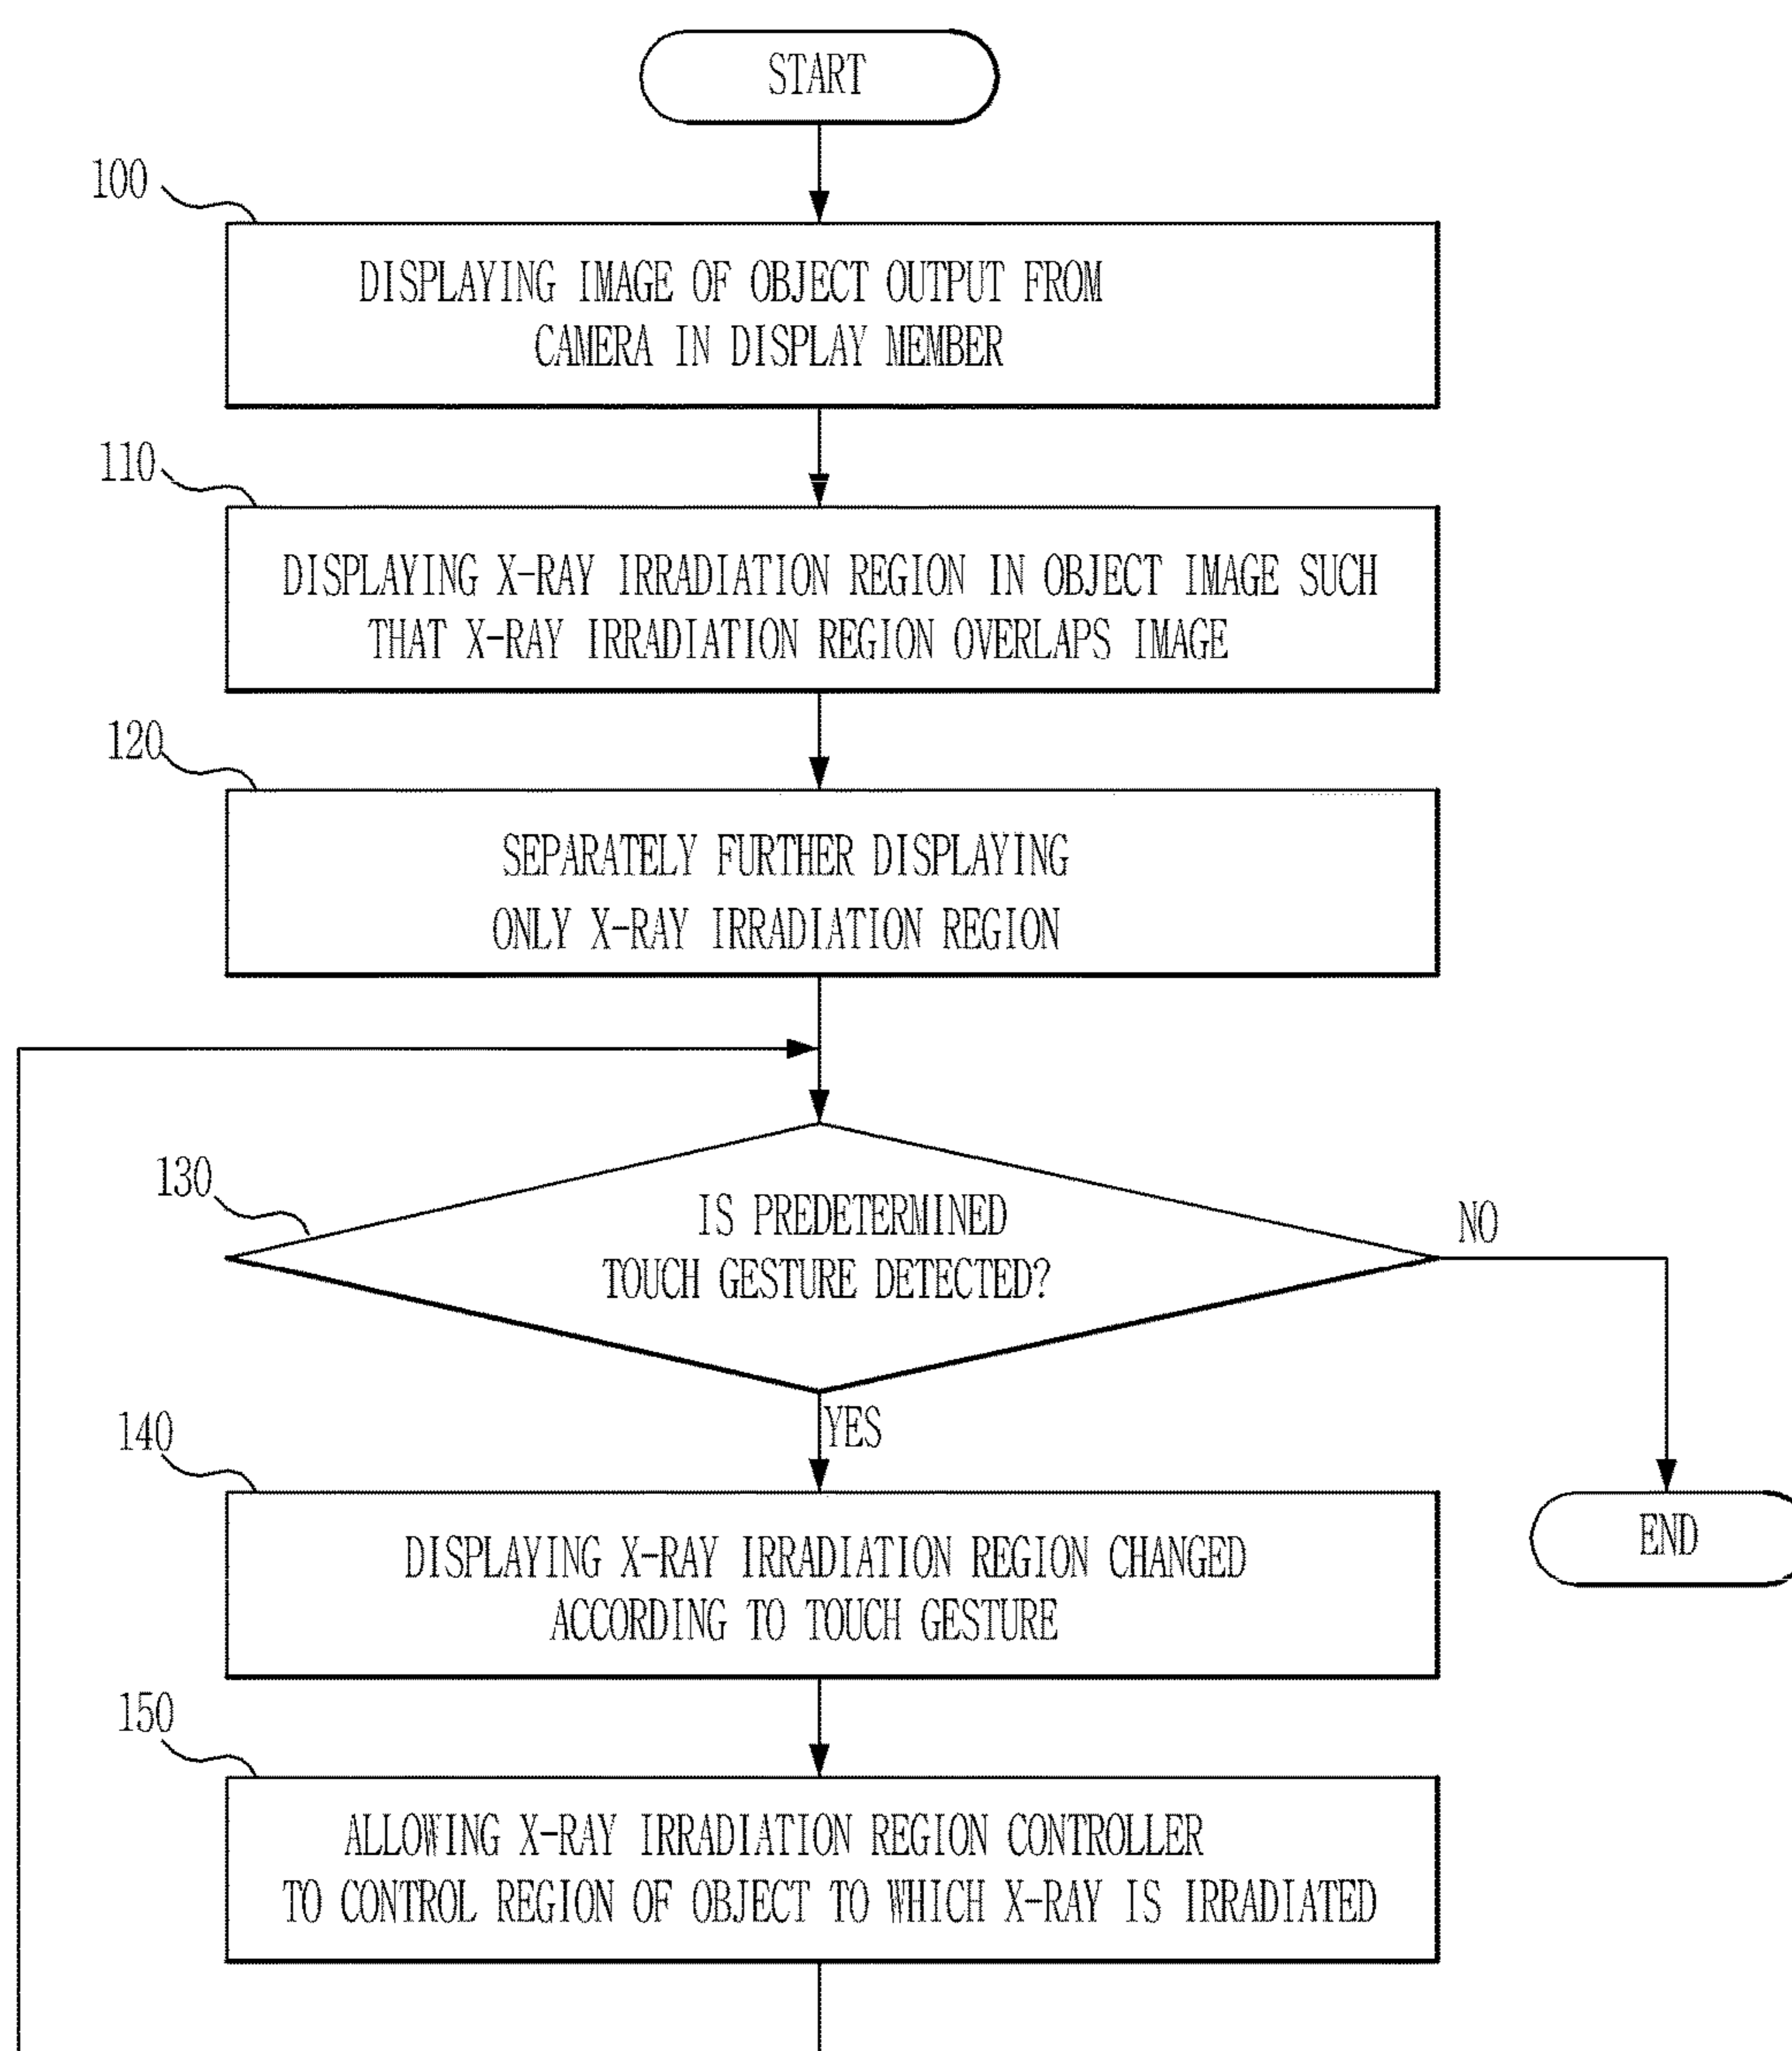 START
100
DISPLAYING IMAGE OF OBJECT OUTPUT FROM
CAMERA IN DISPLAY MEMBER
110
DISPLAYING X-RAY IRRADIATION REGION IN OBJECT IMAGE SUCH
THAT X-RAY IRRADIATION REGION OVERLAPS IMAGE
120
SEPARATELY FURTHER DISPLAYING
ONLY X-RAY IRRADIATION REGION
130
IS PREDETERMINED
TOUCH GESTURE DETECTED?
NO
YES
140
DISPLAYING X-RAY IRRADIATION REGION CHANGED
ACCORDING TO TOUCH GESTURE
END
150
ALLOWING X-RAY IRRADIATION REGION CONTROLLER
TO CONTROL REGION OF OBJECT TO WHICH X-RAY IS IRRADIATED